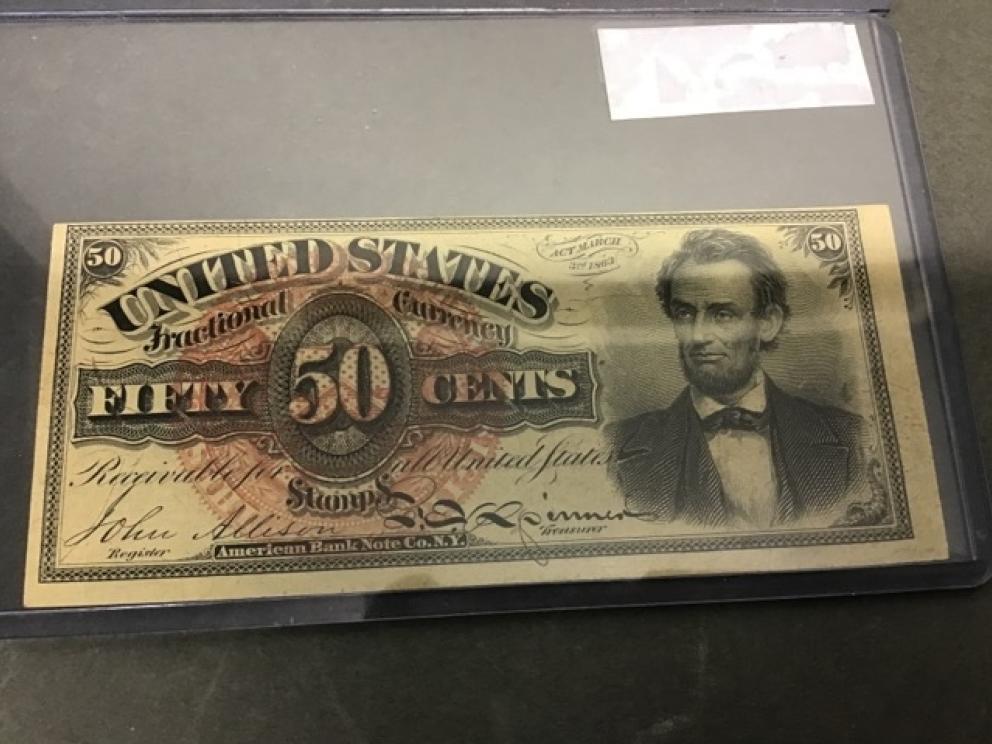 50
50
UNITED STATES
ACT MARCH
3RD 1863
Fractional Currency
FIFTY 50 CENTS
Receivable for all United States
Stamps
John Allison
Register
American Bank Note Co. N.Y.
Treasurer